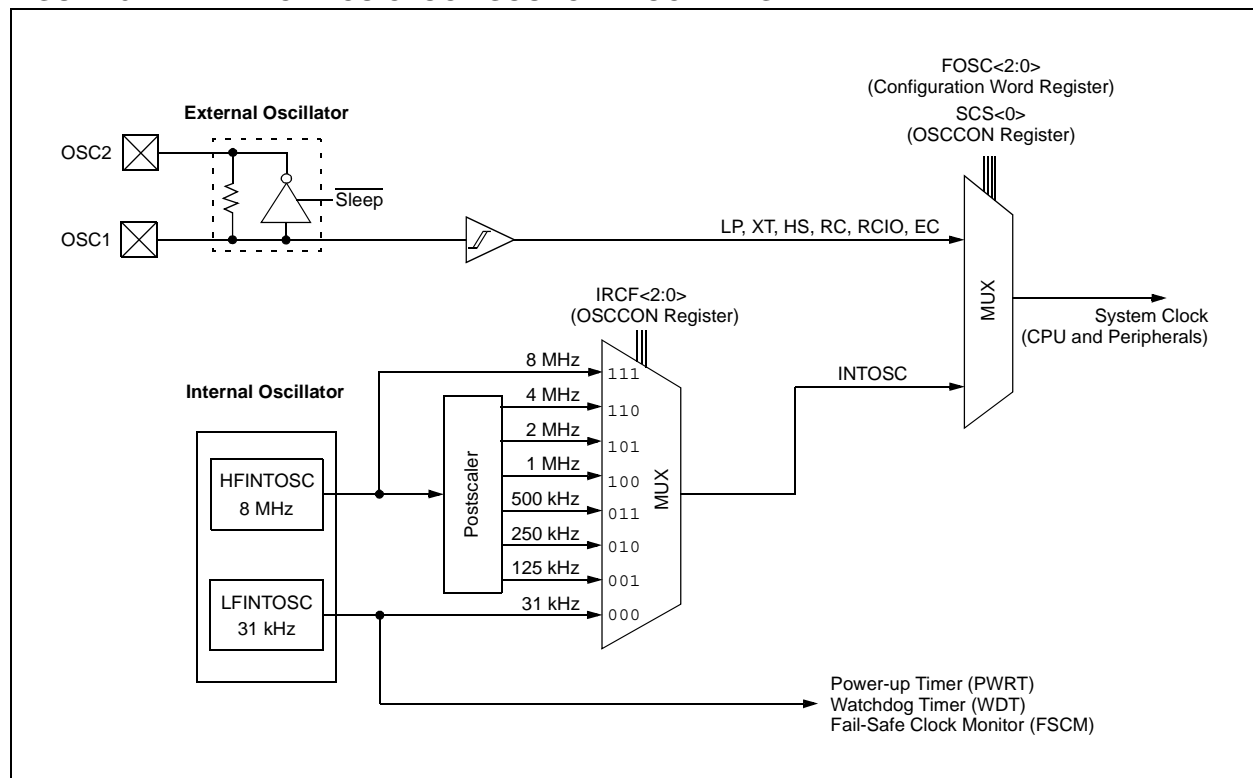 FOSC<2:0>
(Configuration Word Register)
SCS<0>
(OSCCON Register)
External Oscillator
OSC2
Sleep
OSC1
LP, XT, HS, RC, RCIO, EC
IRCF<2:0>
(OSCCON Register)
MUX
System Clock
(CPU and Peripherals)
8 MHz
111
INTOSC
Internal Oscillator
4 MHz
110
2 MHz
101
1 MHz
100
HFINTOSC
8 MHz
Postscaler
MUX
500 kHz
011
250 kHz
010
125 kHz
001
LFINTOSC
31 kHz
31 kHz
000
Power-up Timer (PWRT)
Watchdog Timer (WDT)
Fail-Safe Clock Monitor (FSCM)